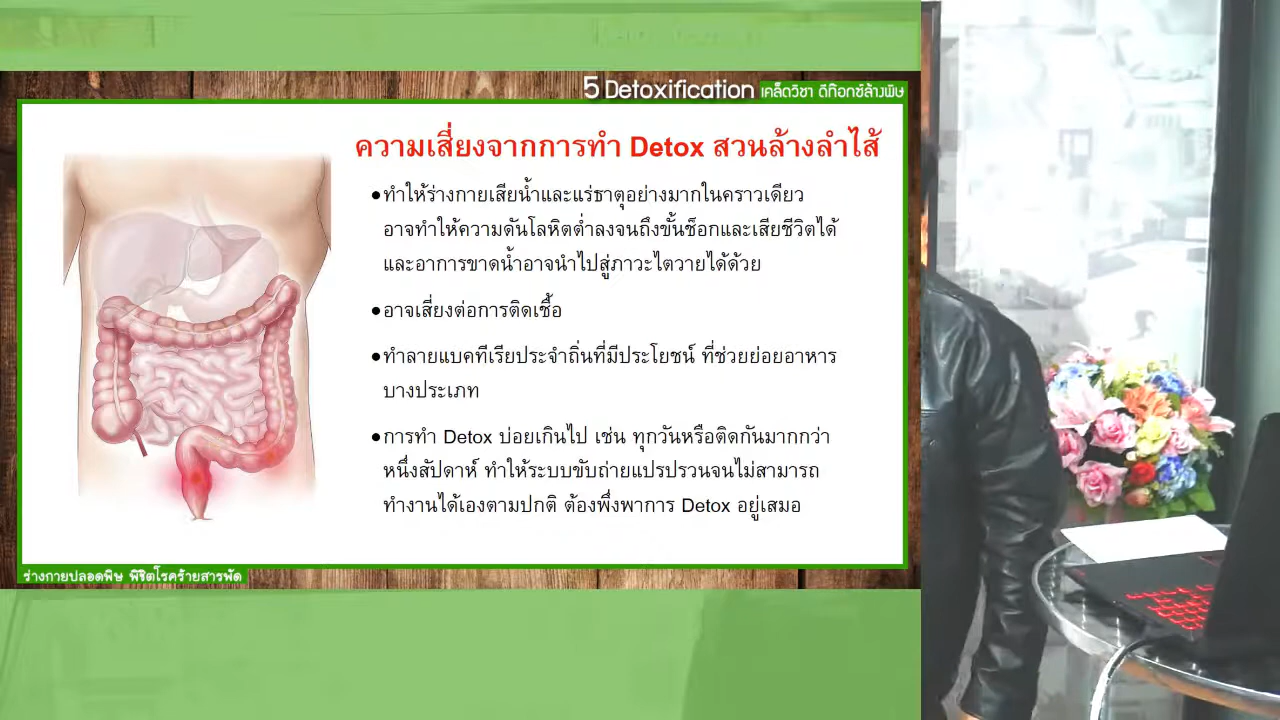 5 Detoxification เคล็ดวิชา ดีท๊อกซ์ล้างพิษ
ความเสี่ยงจากการทำ Detox สวนล้างลำไส้
●ทำให้ร่างกายเสียน้ำและแร่ธาตุอย่างมากในคราวเดียว
อาจทำให้ความดันโลหิตต่ำลงจนถึงขั้นช็อกและเสียชีวิตได้
และอาการขาดน้ำอาจนำไปสู่ภาวะไตวายได้ด้วย
●อาจเสี่ยงต่อการติดเชื้อ
●ทำลายแบคทีเรียประจำถิ่นที่มีประโยชน์ ที่ช่วยย่อยอาหาร
บางประเภท
●การทำ Detox บ่อยเกินไป เช่น ทุกวันหรือติดกันมากกว่า
หนึ่งสัปดาห์ ทำให้ระบบขับถ่ายแปรปรวนจนไม่สามารถ
ทำงานได้เองตามปกติ ต้องพึ่งพาการ Detox อยู่เสมอ
ร่างกายปลอดพิษ พิชิตโรคร้ายสารพัด